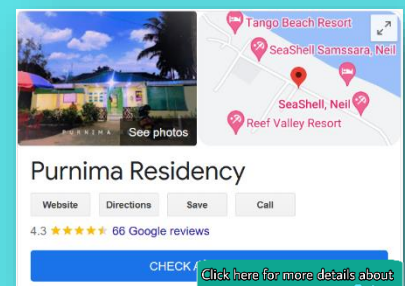 Tango Beach Resort
SeaShell Samssara, Neil
SeaShell, Neil
Reef Valley Resort
PURNIMA
See photos
Purnima Residency
Website Directions Save Call
4.3 66 Google reviews
CHECK
Click here for more details about